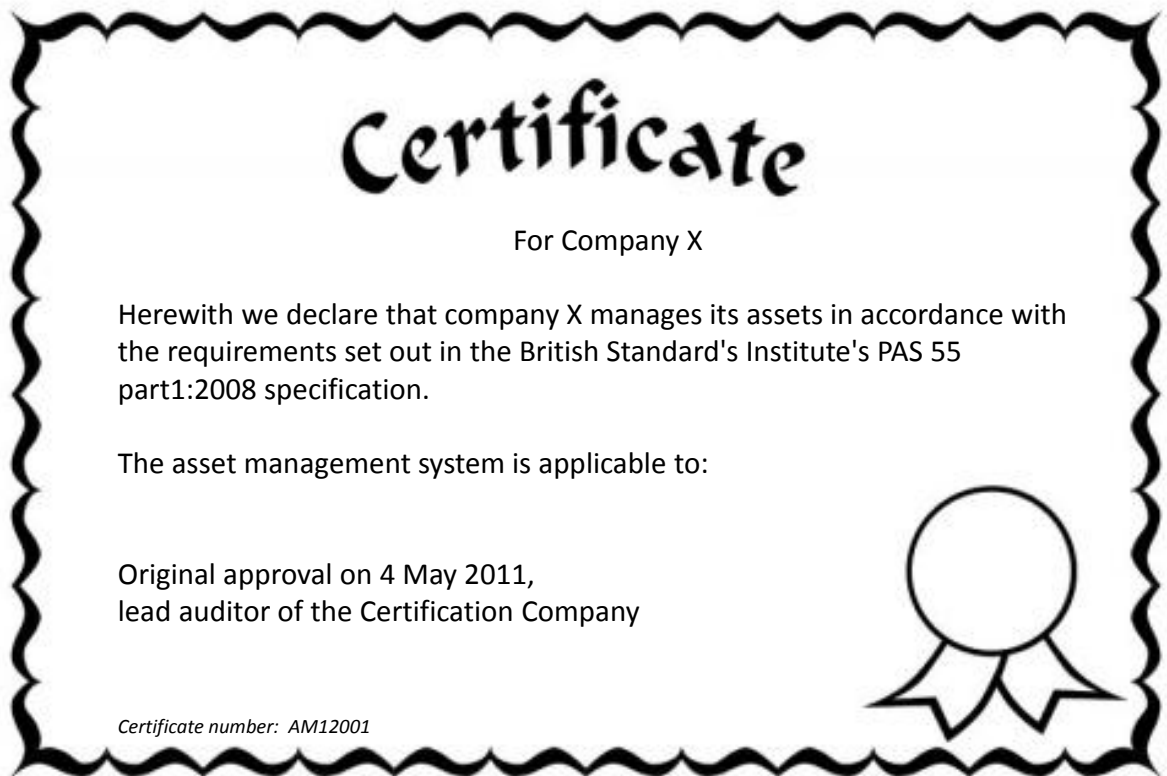 Certificate
For Company X
Herewith we declare that company X manages its assets in accordance with
the requirements set out in the British Standard's Institute's PAS 55
part1:2008 specification.
The asset management system is applicable to:
Original approval on 4 May 2011,
lead auditor of the Certification Company
Certificate number: AM12001